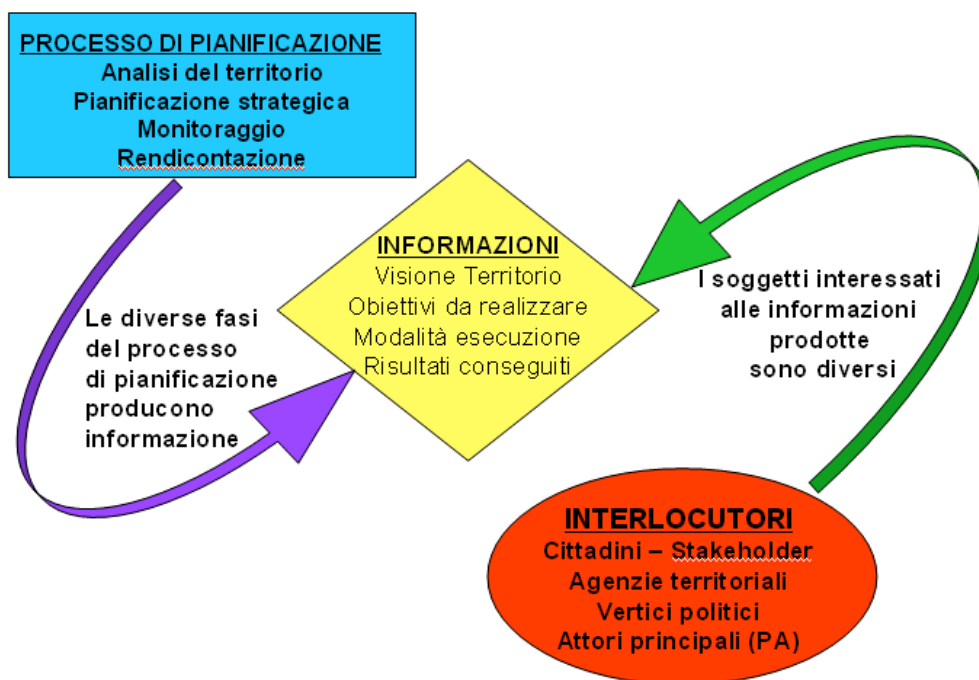 PROCESSO DI PIANIFICAZIONE
Analisi del territorio
Pianificazione strategica
Monitoraggio
Rendicontazione
INFORMAZIONI
Visione Territorio
Obiettivi da realizzare
Modalità esecuzione
Risultati conseguiti
Le diverse fasi
del processo
di pianificazione
producono
informazione
I soggetti interessati
alle informazioni
prodotte
sono diversi
INTERLOCUTORI
Cittadini – Stakeholder
Agenzie territoriali
Vertici politici
Attori principali (PA)